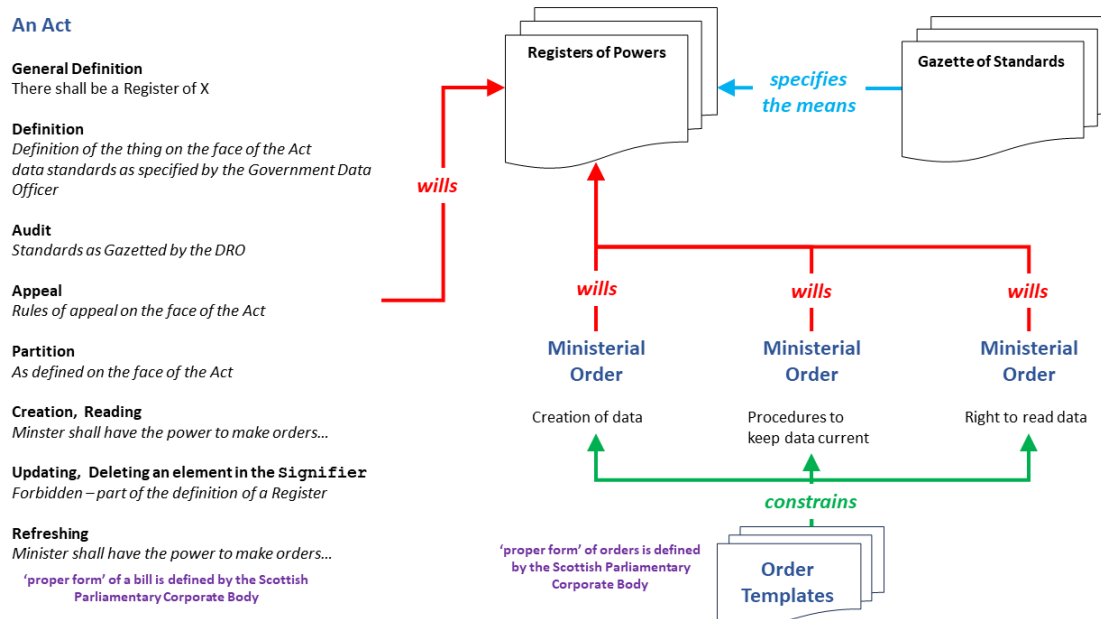 An Act
General Definition
There shall be a Register of X
Definition
Definition of the thing on the face of the Act
data standards as specified by the Government Data
Officer
Audit
Standards as Gazetted by the DRO
Appeal
Rules of appeal on the face of the Act
Partition
As defined on the face of the Act
Creation, Reading
Minster shall have the power to make orders...
Updating, Deleting an element in the Signifier
Forbidden – part of the definition of a Register
Refreshing
Minister shall have the power to make orders...
'proper form' of a bill is defined by the Scottish
Parliamentary Corporate Body
wills
Registers of Powers
specifies
the means
Gazette of Standards
wills
wills
wills
Ministerial
Order
Ministerial
Order
Ministerial
Order
Creation of data
Procedures to
keep data current
Right to read data
constrains
'proper form' of orders is defined
by the Scottish Parliamentary
Corporate Body
Order
Templates